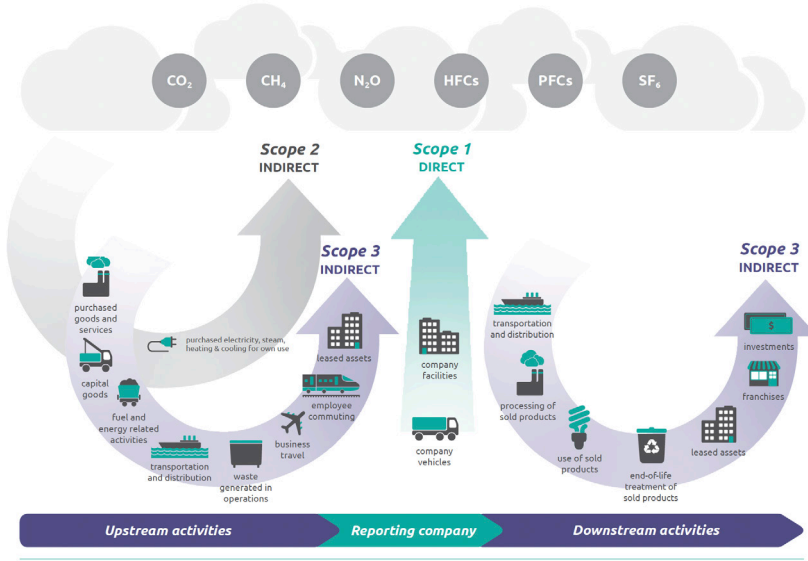 CO₂
CH₄
N₂O
HFCs
PFCs
SF₆
Scope 2
INDIRECT
Scope 1
DIRECT
Scope 3
INDIRECT
Scope 3
INDIRECT
purchased
goods and
services
capital
goods
fuel and
energy related
activities
transportation
and distribution
waste
generated in
operations
business
travel
employee
commuting
leased assets
purchased electricity, steam,
heating & cooling for own use
company
facilities
company
vehicles
transportation
and distribution
processing of
sold products
use of sold
products
end-of-life
treatment of
sold products
leased assets
franchises
investments
$
Upstream activities
Reporting company
Downstream activities